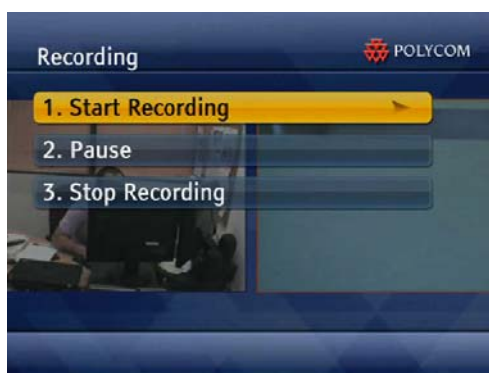 Recording
POLYCOM
1. Start Recording
2. Pause
3. Stop Recording